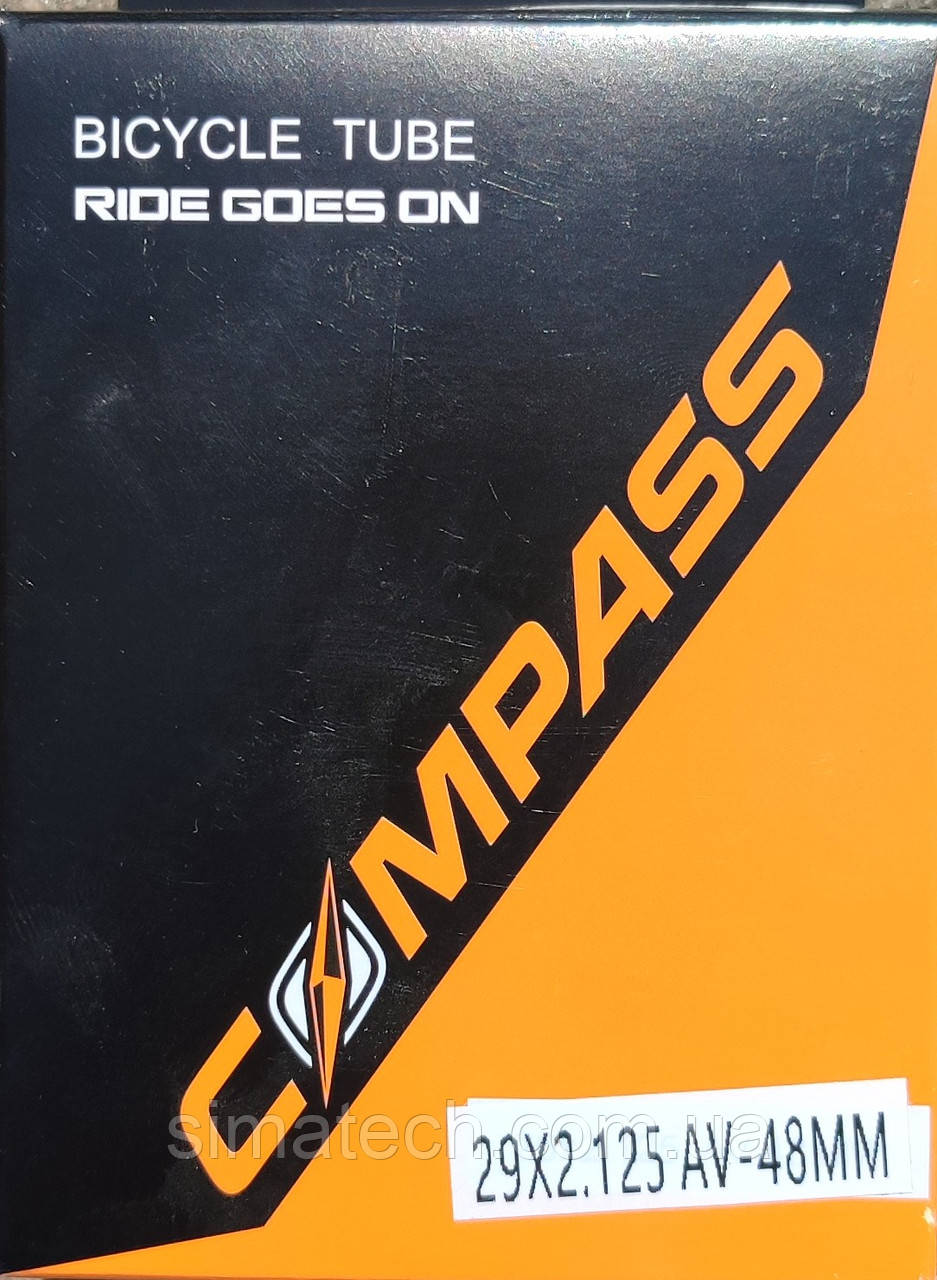 BICYCLE TUBE
RIDE GOES ON
COMPASS
simatech.com.ua
29X2.125 AV-48MM